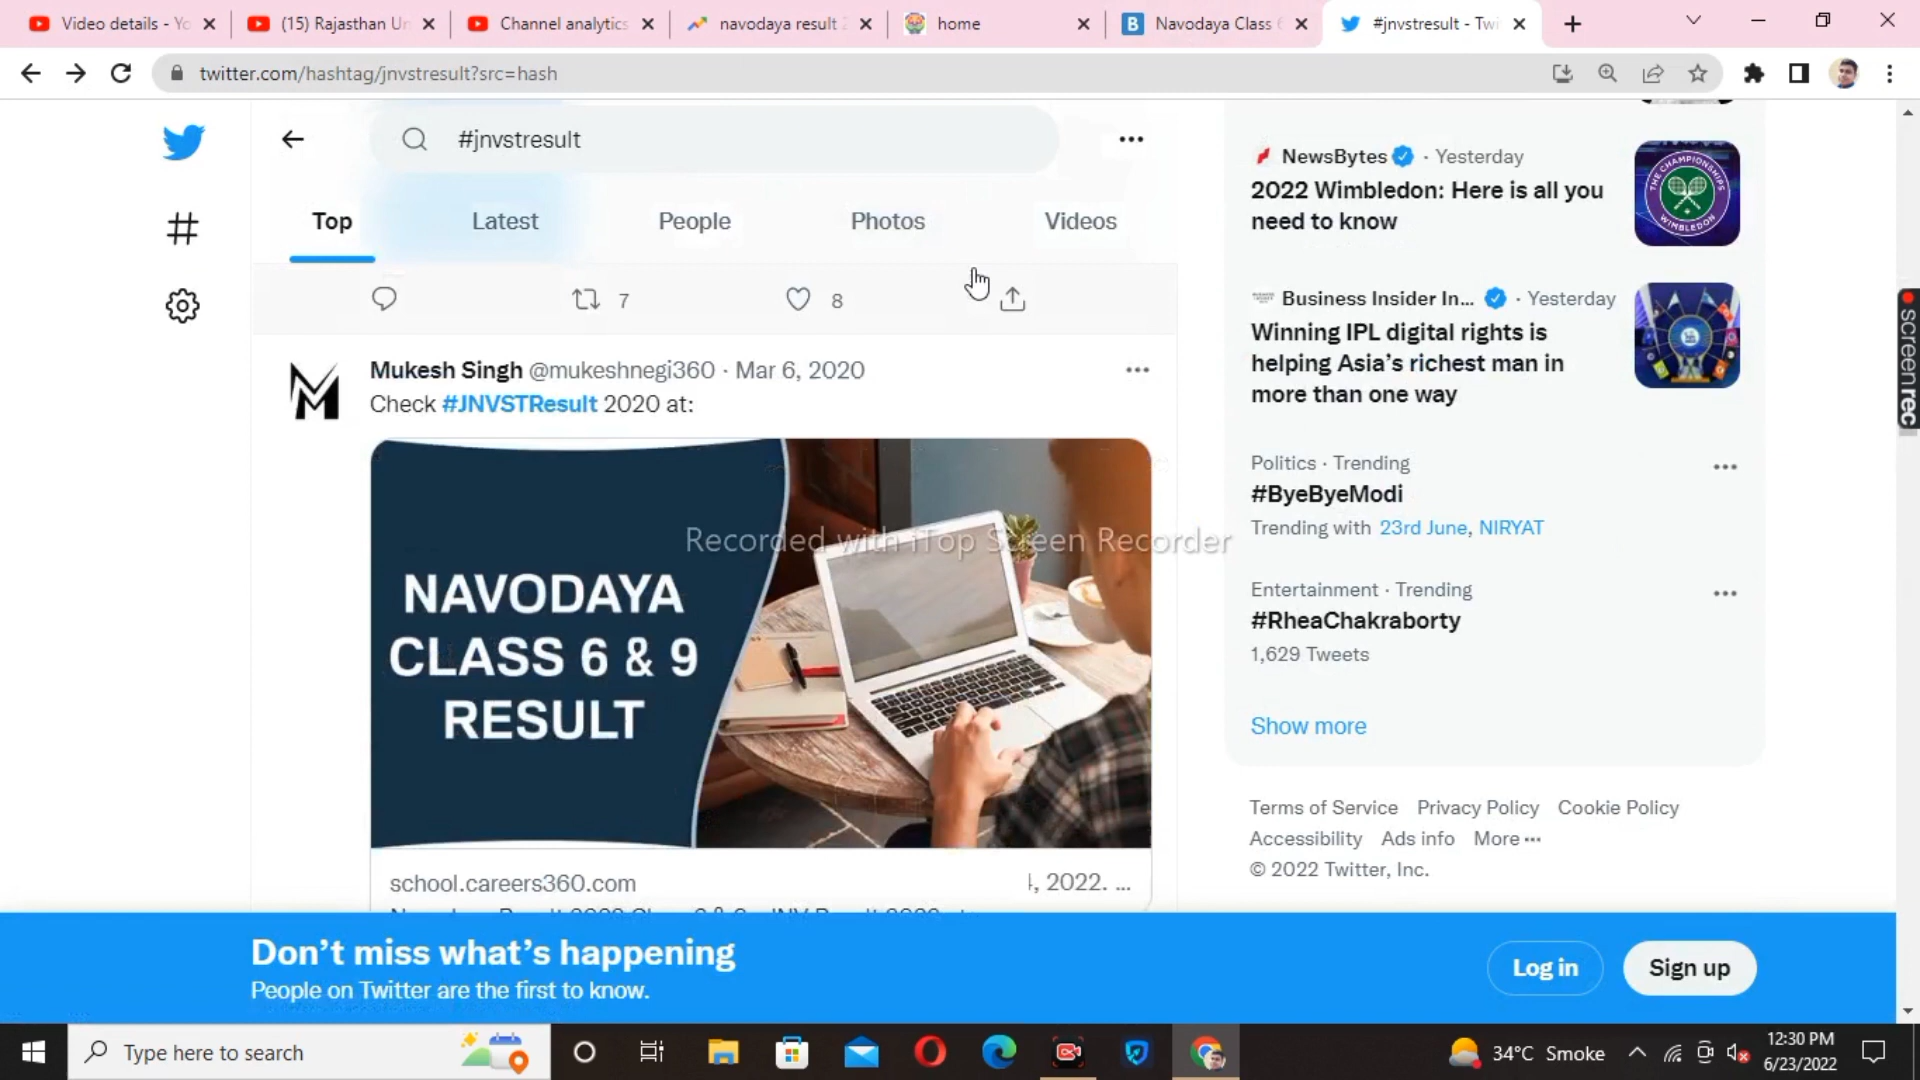 Video details - Yo
(15) Rajasthan Un
Channel analytics
navodaya result 2
home
Navodaya Class 6
#jnvstresult - Twi
twitter.com/hashtag/jnvstresult?src=hash
#jnvstresult
Top
Latest
People
Photos
Videos
7
8
Mukesh Singh @mukeshnegi360 · Mar 6, 2020
Check #JNVSTResult 2020 at:
NAVODAYA
CLASS 6 & 9
RESULT
school.careers360.com
, 2022. ...
Recorded with iTop Screen Recorder
NewsBytes · Yesterday
2022 Wimbledon: Here is all you
need to know
THE CHAMPIONSHIPS
WIMBLEDON
Business Insider In... · Yesterday
Winning IPL digital rights is
helping Asia's richest man in
more than one way
Politics · Trending
#ByeByeModi
Trending with 23rd June, NIRYAT
Entertainment · Trending
#RheaChakraborty
1,629 Tweets
Show more
Terms of Service Privacy Policy Cookie Policy
Accessibility Ads info More ···
© 2022 Twitter, Inc.
screenrec
Don't miss what's happening
People on Twitter are the first to know.
Log in
Sign up
Type here to search
34°C Smoke
12:30 PM
6/23/2022